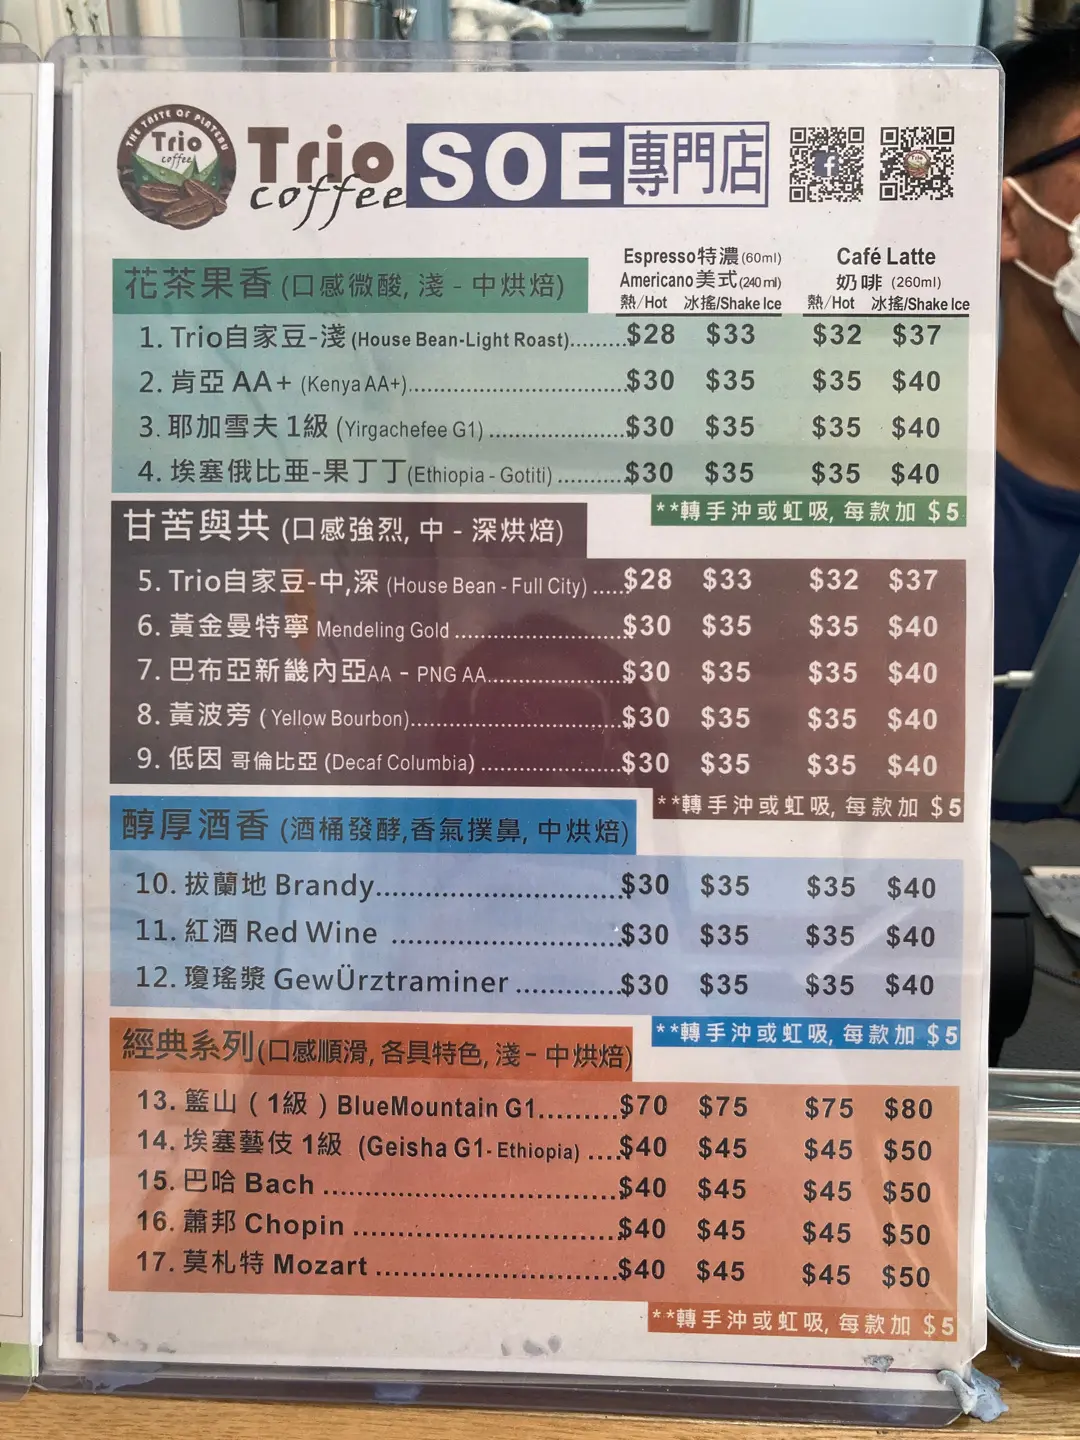 THE TASTE OF PLATEAU
Trio
coffee
Trio
coffee
SOE專門店
Espresso特濃(60ml)
Americano美式(240ml)
Café Latte
奶啡 (260ml)
熱/Hot 冰搖/Shake Ice 熱/Hot 冰搖/Shake Ice
花茶果香 (口感微酸, 淺 - 中烘焙)
1. Trio自家豆-淺 (House Bean-Light Roast).........$28 $33 $32 $37
2. 肯亞 AA+ (Kenya AA+)..............................$30 $35 $35 $40
3. 耶加雪夫 1級 (Yirgachefee G1) ...................$30 $35 $35 $40
4. 埃塞俄比亜-果丁丁(Ethiopia - Gotiti) ..........$30 $35 $35 $40
**轉手沖或虹吸, 每款加 $5
甘苦與共 (口感強烈, 中 - 深烘焙)
5. Trio自家豆-中,深 (House Bean - Full City) .....$28 $33 $32 $37
6. 黃金曼特寧 Mendeling Gold .......................$30 $35 $35 $40
7. 巴布亞新畿內亞AA - PNG AA...................$30 $35 $35 $40
8. 黃波旁 ( Yellow Bourbon).............................$30 $35 $35 $40
9. 低因 哥倫比亞 (Decaf Columbia) ....................$30 $35 $35 $40
**轉手沖或虹吸, 每款加 $5
醇厚酒香 (酒桶發酵,香氣撲鼻, 中烘焙)
10. 拔蘭地 Brandy.................................$30 $35 $35 $40
11. 紅酒 Red Wine ...............................$30 $35 $35 $40
12. 瓊瑤漿 GewÜrztraminer ..............$30 $35 $35 $40
**轉手沖或虹吸, 每款加 $5
經典系列(口感順滑, 各具特色, 淺 - 中烘焙)
13. 籃山 ( 1級 ) BlueMountain G1.........$70 $75 $75 $80
14. 埃塞藝伎 1級 (Geisha G1- Ethiopia) ....$40 $45 $45 $50
15. 巴哈 Bach ....................................$40 $45 $45 $50
16. 蕭邦 Chopin .................................$40 $45 $45 $50
17. 莫札特 Mozart ..............................$40 $45 $45 $50
**轉手沖或虹吸, 每款加 $5